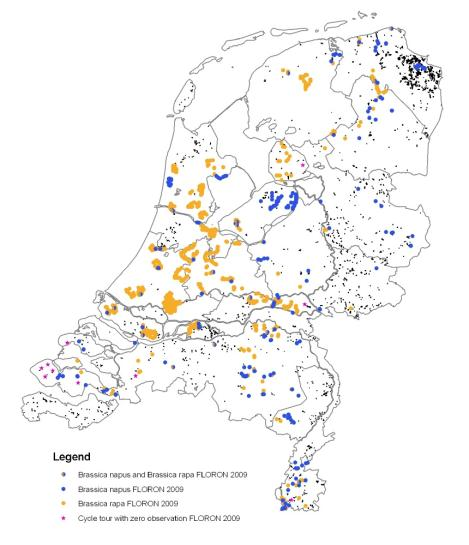 Legend
Brassica napus and Brassica rapa FLORON 2009
Brassica napus FLORON 2009
Brassica rapa FLORON 2009
Cycle tour with zero observation FLORON 2009